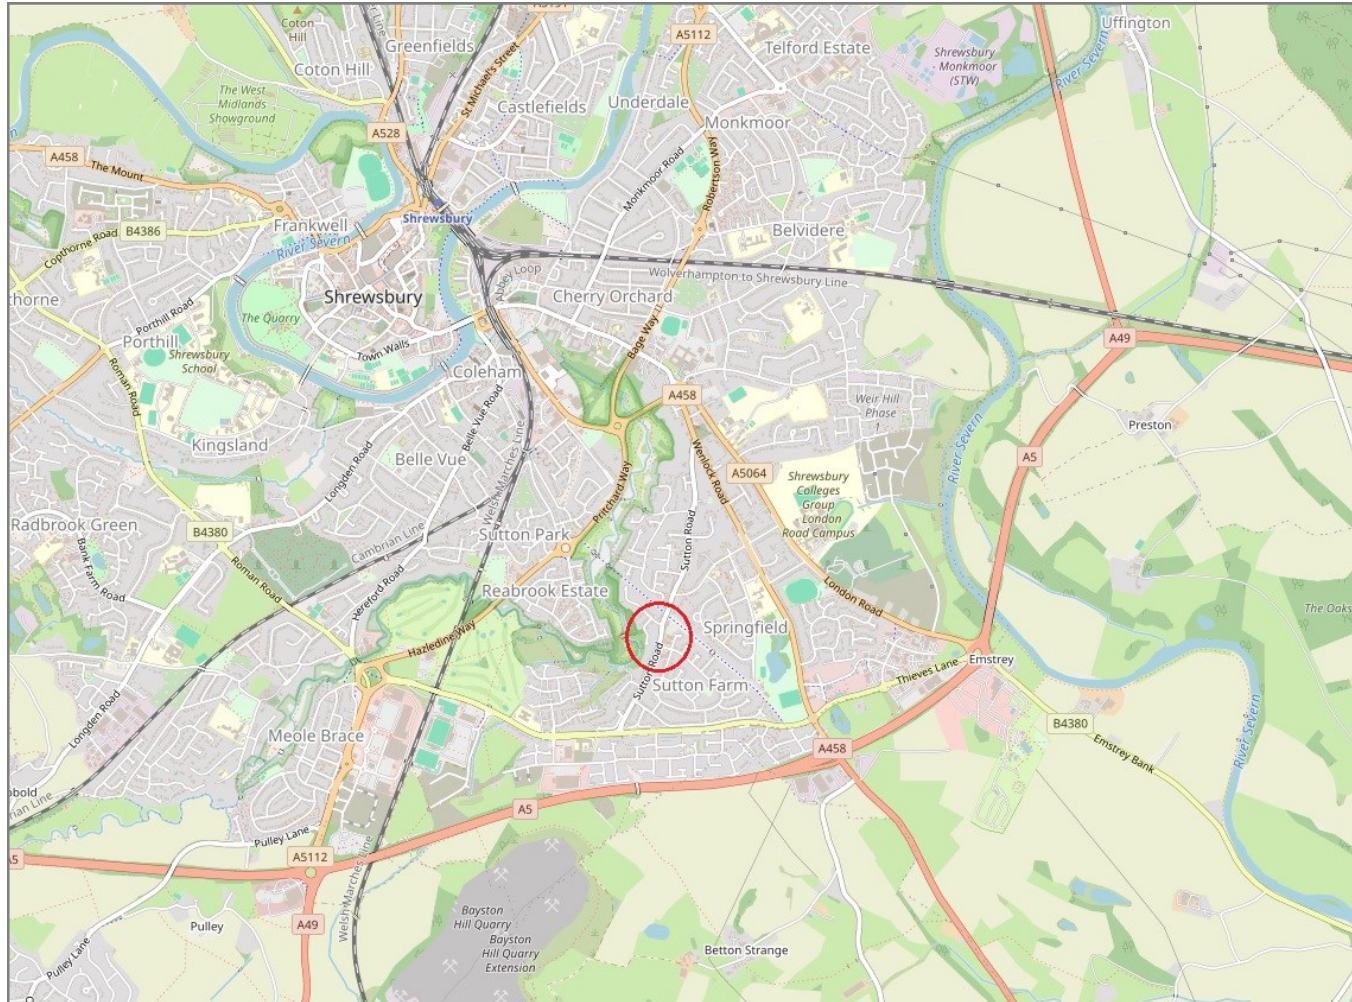 Coton
Hill
Greenfields
Coton Hill
St Michael's Street
Castlefields
A5191
A5112
Telford Estate
Underdale
Monkmoor
Shrewsbury
- Monkmoor
(STW)
Uffington
River Severn
The West
Midlands
Showground
A528
A458
The Mount
Frankwell
B4386
Copthorne Road
River Severn
Shrewsbury
Monkmoor Road
Robertson Way
Belvidere
Wolverhampton to Shrewsbury Line
Abbey Loop
Cherry Orchard
Shrewsbury
The Quarry
Porthill Road
Porthill
Shrewsbury
School
Town Walls
Coleham
Bage Way
A49
A458
Roman Road
Kingsland
Belle Vue Road
Belle Vue
Longden Road
Welsh Marches Line
Weir Hill
Phase
Preston
River Severn
A5
Wenlock Road
A5064
Shrewsbury
Colleges
Group
London
Road Campus
Pritchard Way
Sutton Road
Radbrook Green
Bank Farm Road
B4380
Roman Road
Cambrian Line
Sutton Park
Hereford Road
Reabrook Estate
Hazledine Way
London Road
Springfield
Sutton Road
Sutton Farm
Thieves Lane
Emstrey
The Oaks
Longden Road
Meole Brace
B4380
Emstrey Bank
River Severn
A458
A5
Pulley Lane
A5112
A5
Welsh Marches Line
A49
Pulley
Pulley Lane
Bayston
Hill Quarry
Bayston
Hill Quarry
Extension
Betton Strange